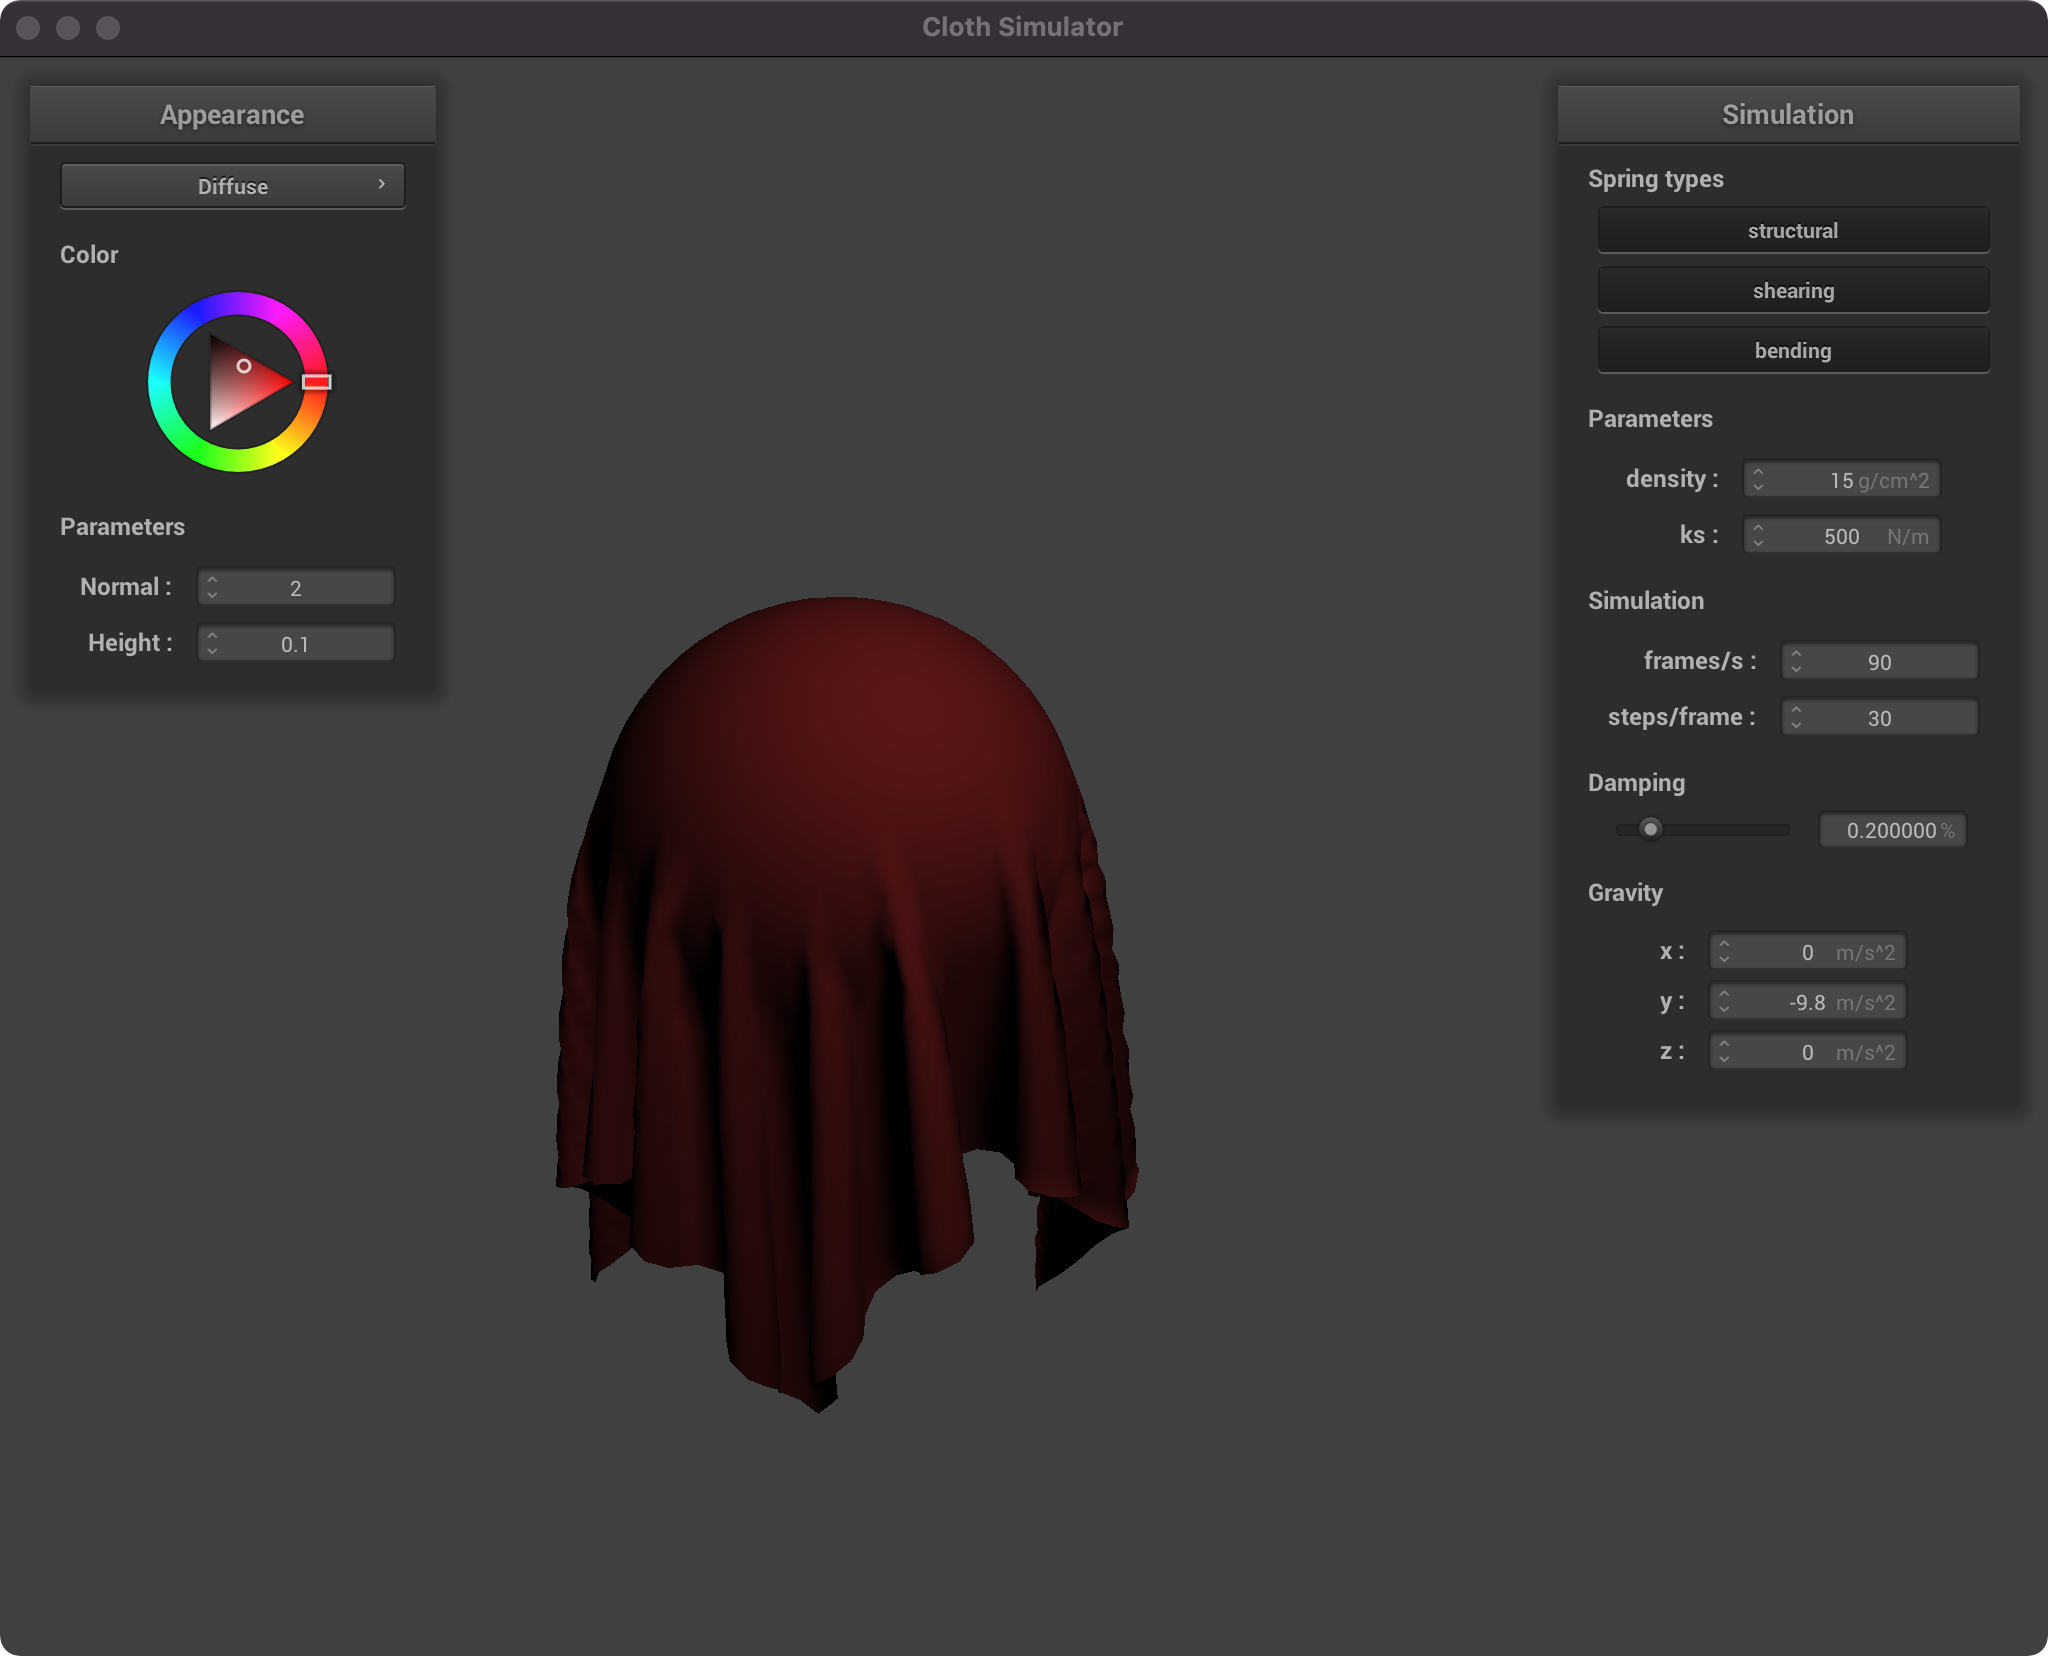 Cloth Simulator
Appearance
Diffuse
Color
Parameters
Normal : 2
Height : 0.1
Simulation
Spring types
structural
shearing
bending
Parameters
density : 15 g/cm^2
ks : 500 N/m
Simulation
frames/s : 90
steps/frame : 30
Damping
0.200000 %
Gravity
x : 0 m/s^2
y : -9.8 m/s^2
z : 0 m/s^2